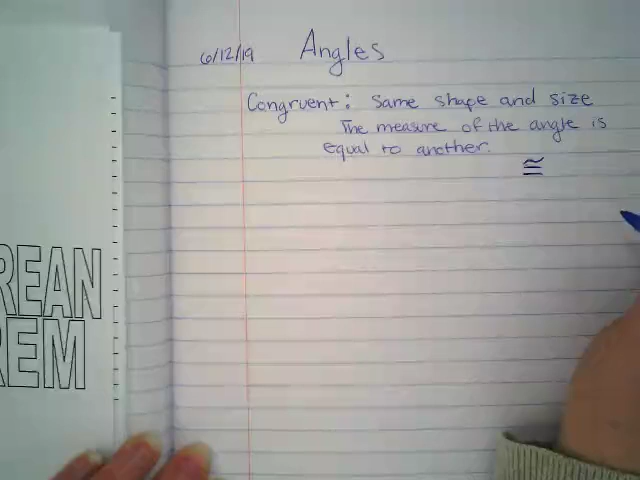 6/12/19 Angles
Congruent: Same shape and size
The measure of the angle is
equal to another.
≅
REAN
REM